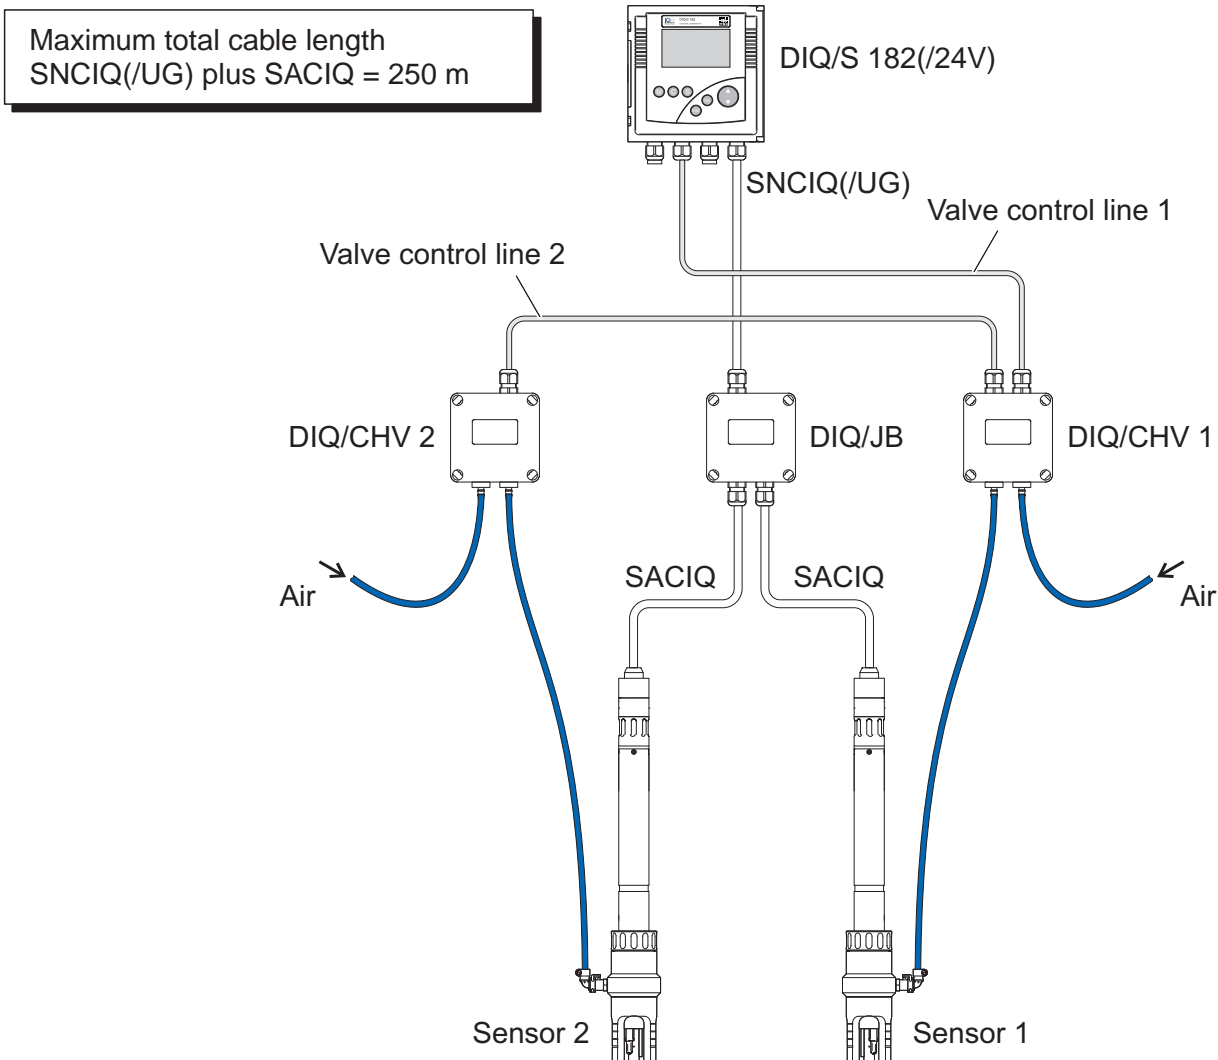 Maximum total cable length
SNCIQ(/UG) plus SACIQ = 250 m
DIQ/S 182(/24V)
SNCIQ(/UG)
Valve control line 1
Valve control line 2
DIQ/CHV 2
DIQ/JB
DIQ/CHV 1
SACIQ
SACIQ
Air
Air
Sensor 2
Sensor 1